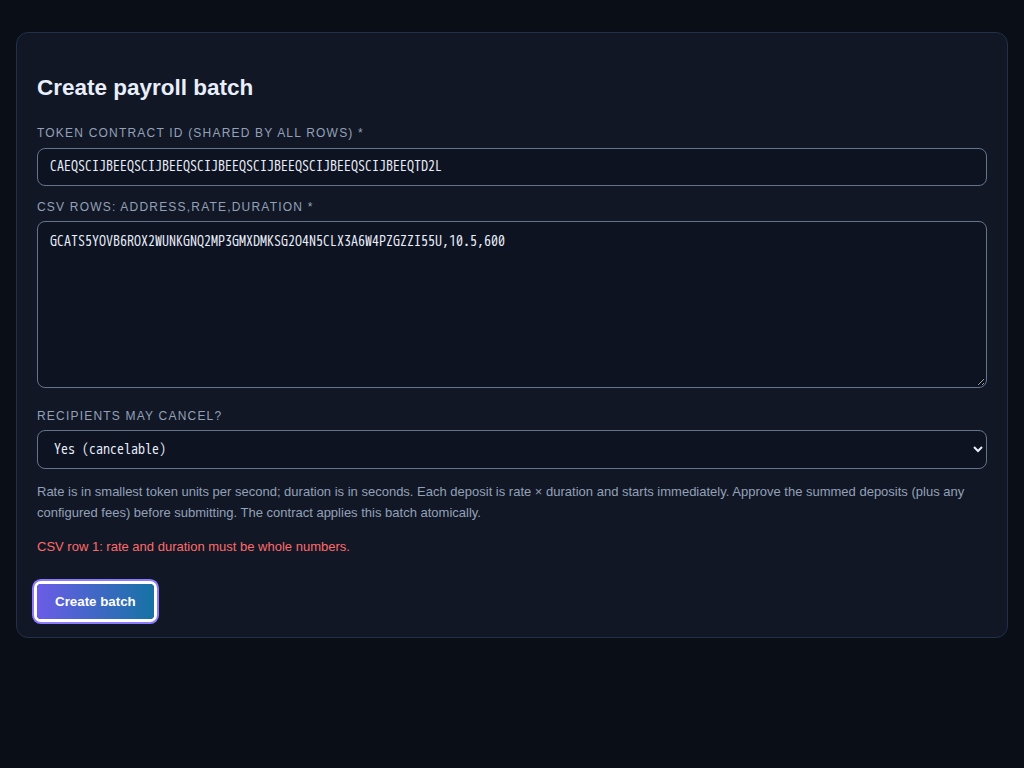 Create payroll batch
TOKEN CONTRACT ID (SHARED BY ALL ROWS) *
CAEQSCIJBEEQSCIJBEEQSCIJBEEQSCIJBEEQSCIJBEEQSCIJBEEQTD2L
CSV ROWS: ADDRESS,RATE,DURATION *
GCATS5YOVB6ROX2WUNKGNQ2MP3GMXDMKSG2O4N5CLX3A6W4PZGZZI55U,10.5,600
RECIPIENTS MAY CANCEL?
Yes (cancelable)
Rate is in smallest token units per second; duration is in seconds. Each deposit is rate × duration and starts immediately. Approve the summed deposits (plus any
configured fees) before submitting. The contract applies this batch atomically.
CSV row 1: rate and duration must be whole numbers.
Create batch